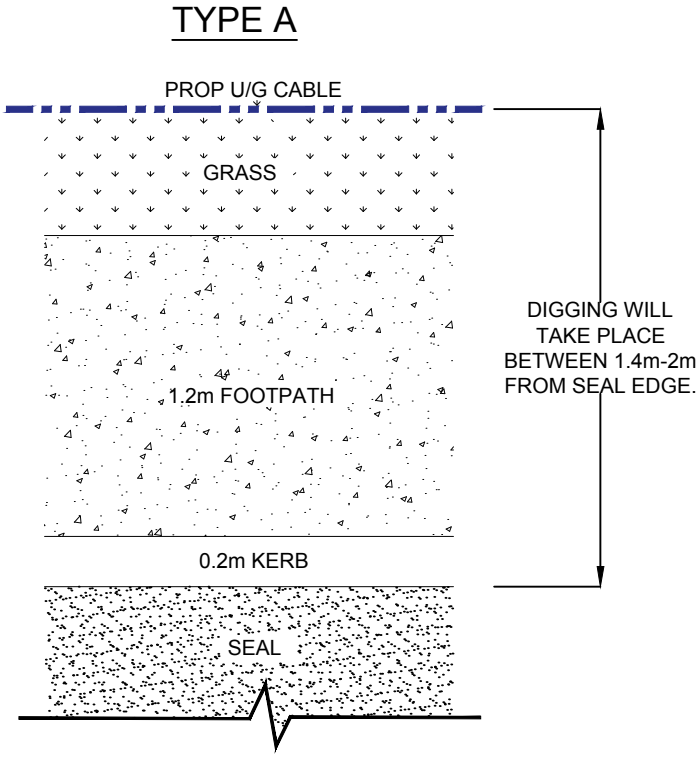 TYPE A
PROP U/G CABLE
GRASS
DIGGING WILL
TAKE PLACE
BETWEEN 1.4m-2m
FROM SEAL EDGE.
1.2m FOOTPATH
0.2m KERB
SEAL